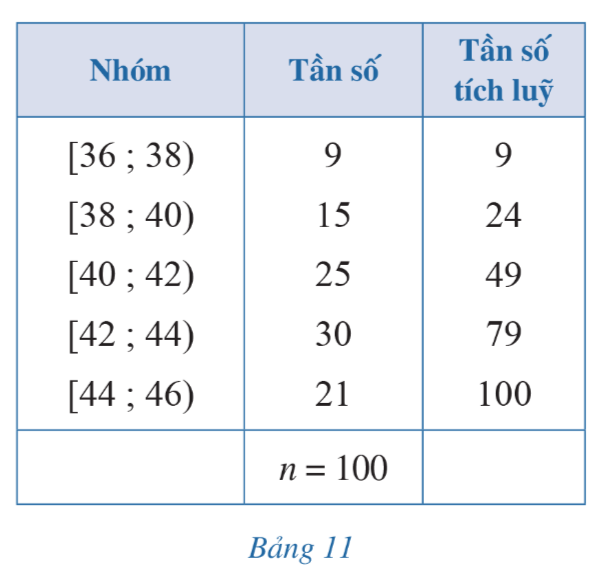 Nhóm Tần số Tần số tích luỹ
[36 ; 38) 9 9
[38 ; 40) 15 24
[40 ; 42) 25 49
[42 ; 44) 30 79
[44 ; 46) 21 100
n = 100
Bảng 11